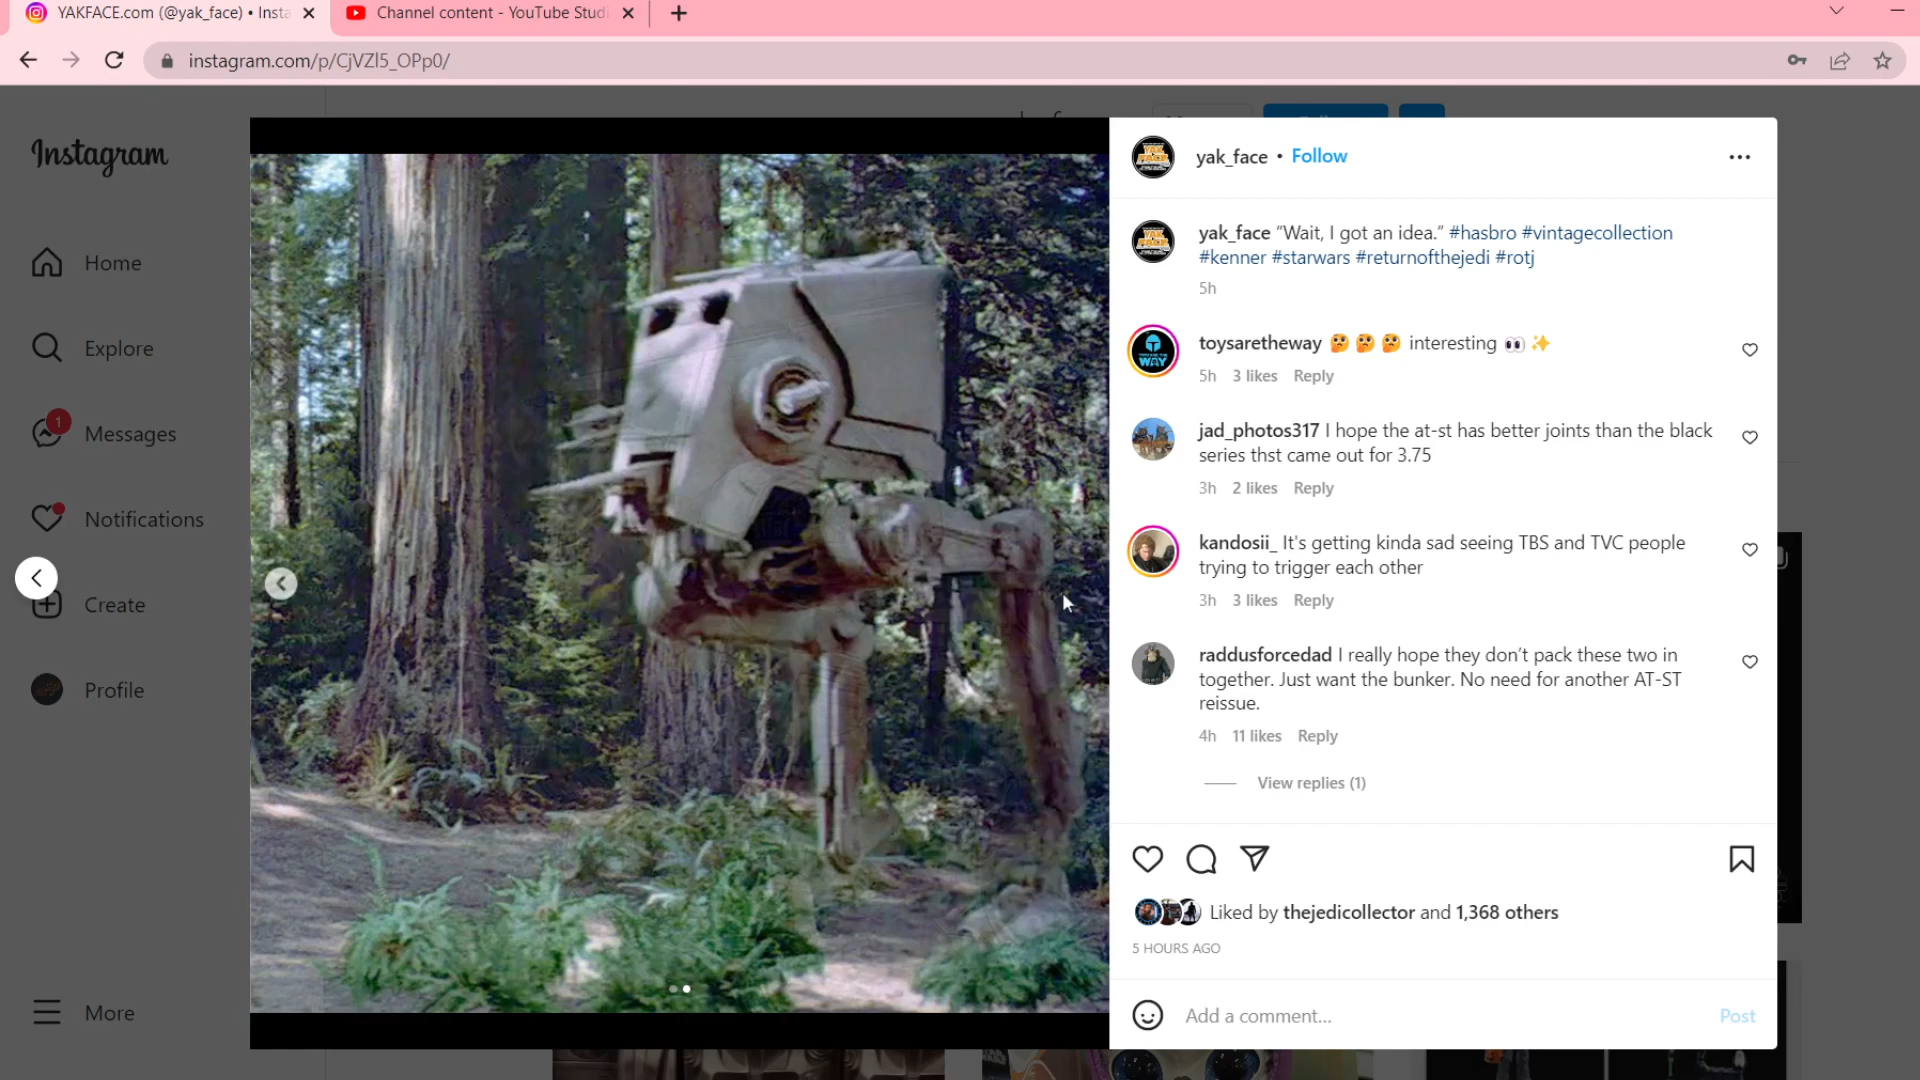 YAKFACE.com (@yak_face) • Insta
Channel content - YouTube Studi
instagram.com/p/CjVZl5_OPp0/
Instagram
Home
Explore
1
Messages
Notifications
Create
Profile
More
yak_face • Follow
yak_face “Wait, I got an idea.” #hasbro #vintagecollection
#kenner #starwars #returnofthejedi #rotj
5h
toysaretheway 🤔 🤔 🤔 interesting 👀 ✨
5h 3 likes Reply
jad_photos317 I hope the at-st has better joints than the black
series thst came out for 3.75
3h 2 likes Reply
kandosii_ It's getting kinda sad seeing TBS and TVC people
trying to trigger each other
3h 3 likes Reply
raddusforcedad I really hope they don’t pack these two in
together. Just want the bunker. No need for another AT-ST
reissue.
4h 11 likes Reply
View replies (1)
Liked by thejedicollector and 1,368 others
5 HOURS AGO
Add a comment...
Post